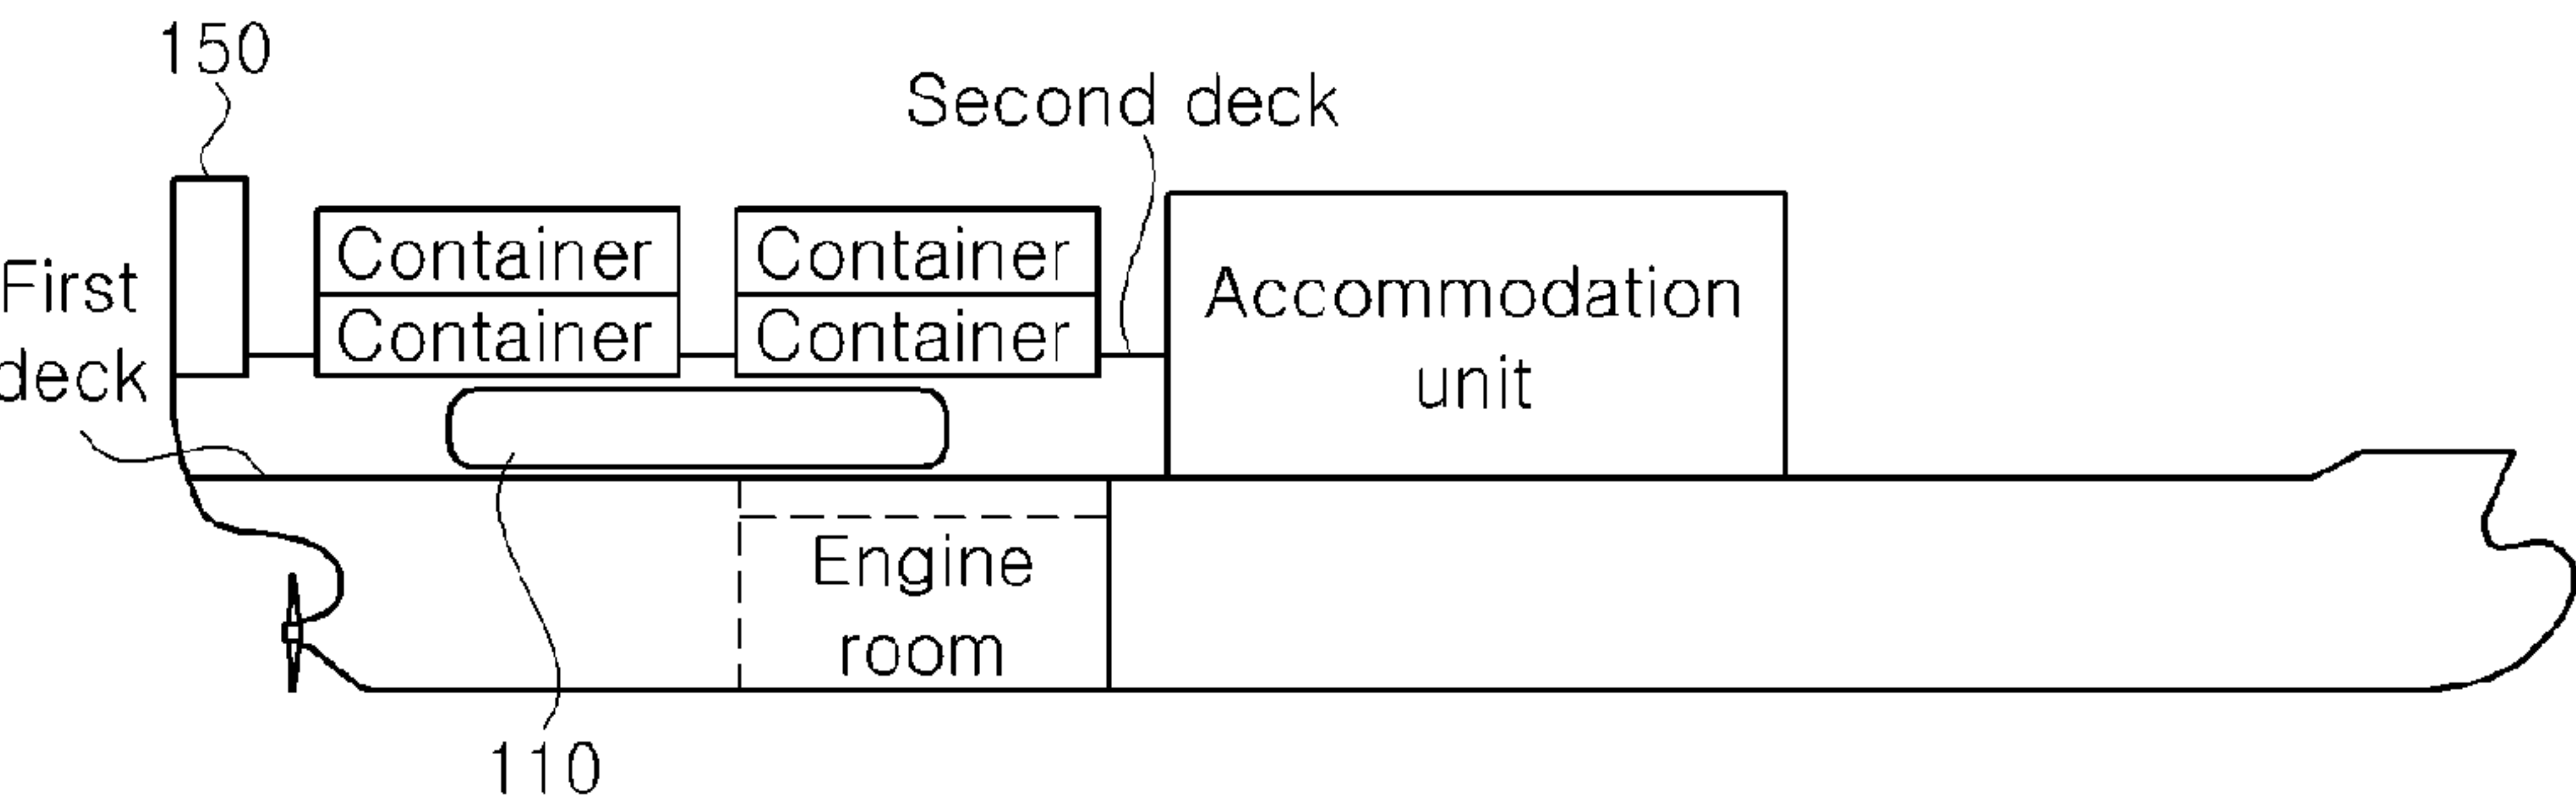 150
Second deck
Container
Container
Container
Container
First
deck
Accommodation
unit
Engine
room
110